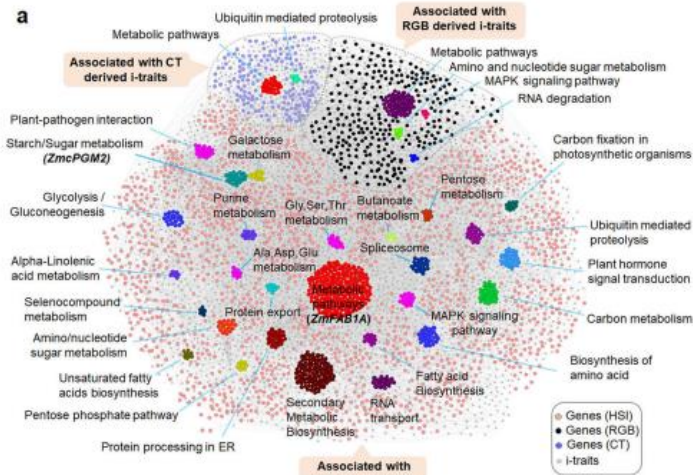 a
Ubiquitin mediated proteolysis
Metabolic pathways
Associated with CT
derived i-traits
Associated with
RGB derived i-traits
Metabolic pathways
Amino and nucleotide sugar metabolism
MAPK signaling pathway
RNA degradation
Plant-pathogen interaction
Starch/Sugar metabolism
(ZmcPGM2)
Galactose
metabolism
Carbon fixation in
photosynthetic organisms
Glycolysis /
Gluconeogenesis
Purine
metabolism
Gly,Ser,Thr
metabolism
Butanoate
metabolism
Pentose
metabolism
Ubiquitin mediated
proteolysis
Alpha-Linolenic
acid metabolism
Ala,Asp,Glu
metabolism
Spliceosome
Plant hormone
signal transduction
Selenocompound
metabolism
Protein export
Metabolic
pathways
(ZmFAB1A)
MAPK signaling
pathway
Carbon metabolism
Amino/nucleotide
sugar metabolism
Unsaturated fatty
acids biosynthesis
Fatty acid
Biosynthesis
Biosynthesis of
amino acid
Pentose phosphate pathway
Protein processing in ER
Secondary
Metabolic
Biosynthesis
RNA
transport
Associated with
Genes (HSI)
Genes (RGB)
Genes (CT)
i-traits